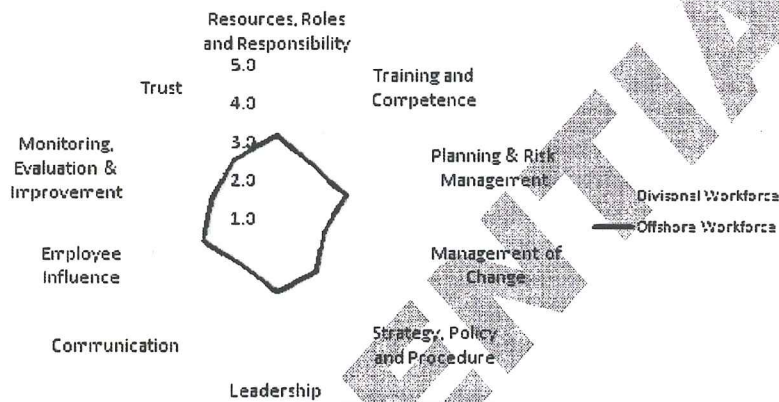 Resources, Roles
and Responsibility
5.0
4.0
3.0
2.0
1.0
Training and
Competence
Planning & Risk
Management
Management of
Change
Strategy, Policy
and Procedure
Leadership
Communication
Employee
Influence
Monitoring,
Evaluation &
Improvement
Trust
Divisonal Workforce
Offshore Workforce
ENTIA